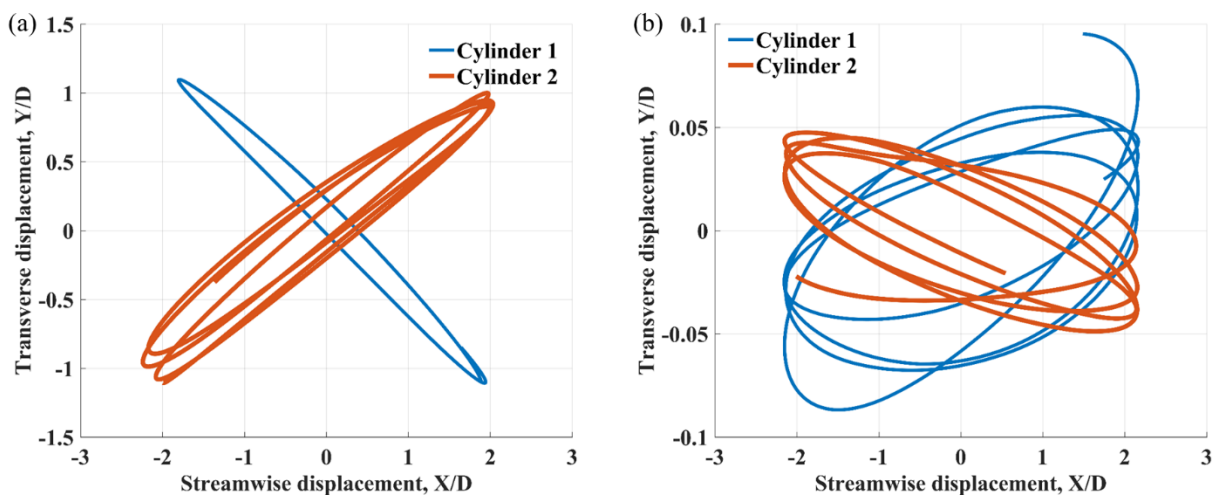 (a)
Transverse displacement, Y/D
1.5
1
0.5
0
-0.5
-1
-1.5
Cylinder 1
Cylinder 2
-3 -2 -1 0 1 2 3
Streamwise displacement, X/D
(b)
Transverse displacement, Y/D
0.1
0.05
0
-0.05
-0.1
Cylinder 1
Cylinder 2
-3 -2 -1 0 1 2 3
Streamwise displacement, X/D